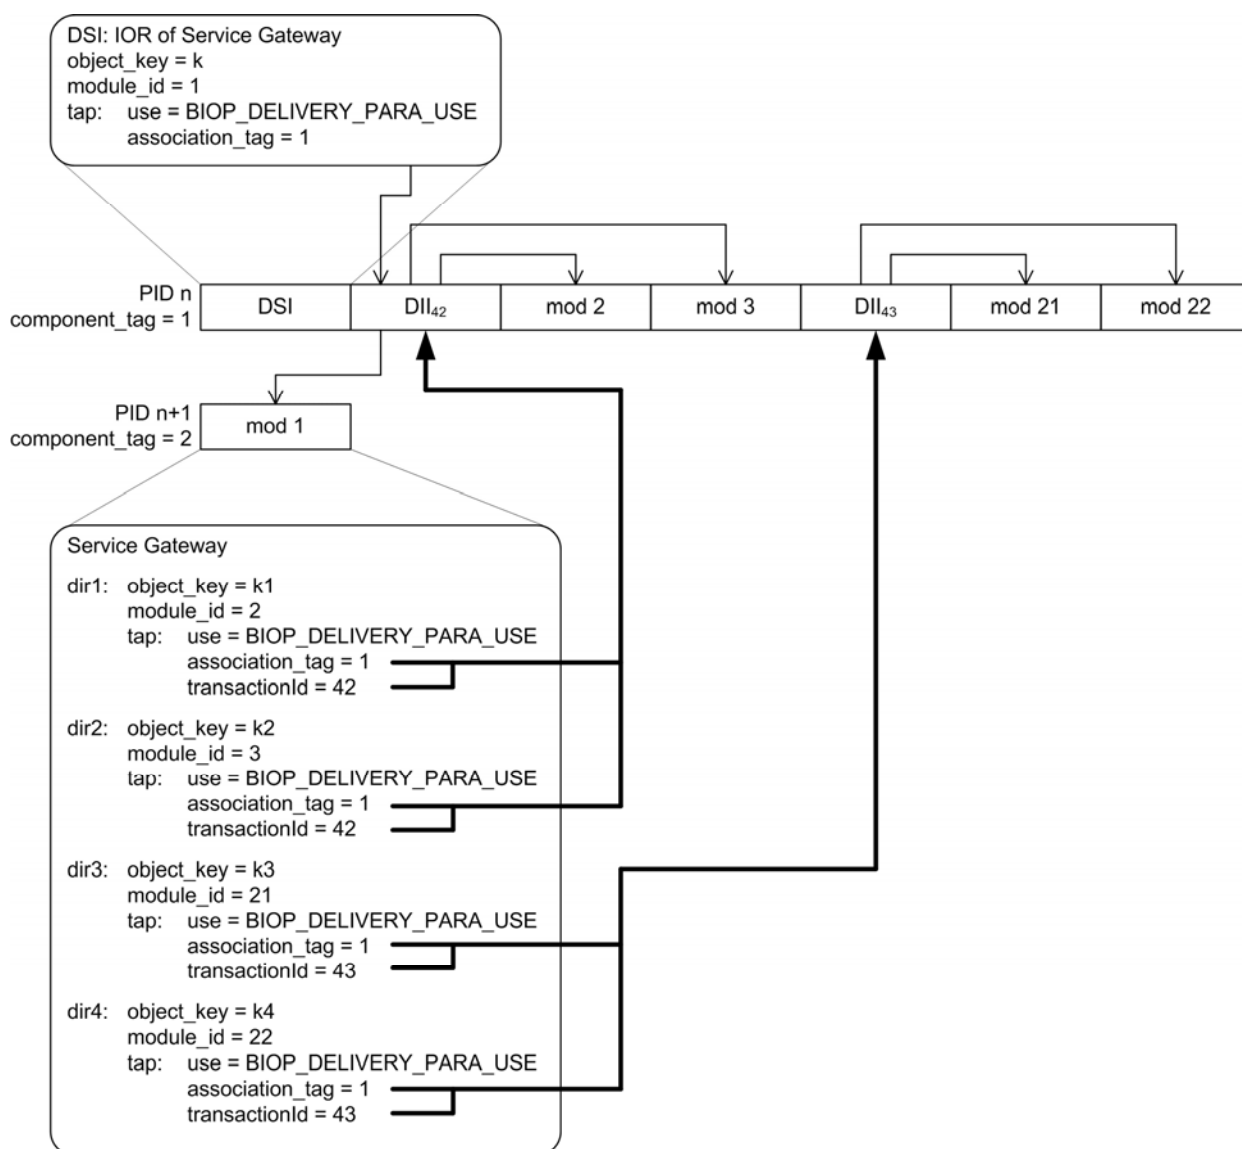 DSI: IOR of Service Gateway
object_key = k
module_id = 1
tap: use = BIOP_DELIVERY_PARA_USE
association_tag = 1
PID n
component_tag = 1
DSI
DII42
mod 2
mod 3
DII43
mod 21
mod 22
PID n+1
component_tag = 2
mod 1
Service Gateway
dir1: object_key = k1
module_id = 2
tap: use = BIOP_DELIVERY_PARA_USE
association_tag = 1
transactionId = 42
dir2: object_key = k2
module_id = 3
tap: use = BIOP_DELIVERY_PARA_USE
association_tag = 1
transactionId = 42
dir3: object_key = k3
module_id = 21
tap: use = BIOP_DELIVERY_PARA_USE
association_tag = 1
transactionId = 43
dir4: object_key = k4
module_id = 22
tap: use = BIOP_DELIVERY_PARA_USE
association_tag = 1
transactionId = 43